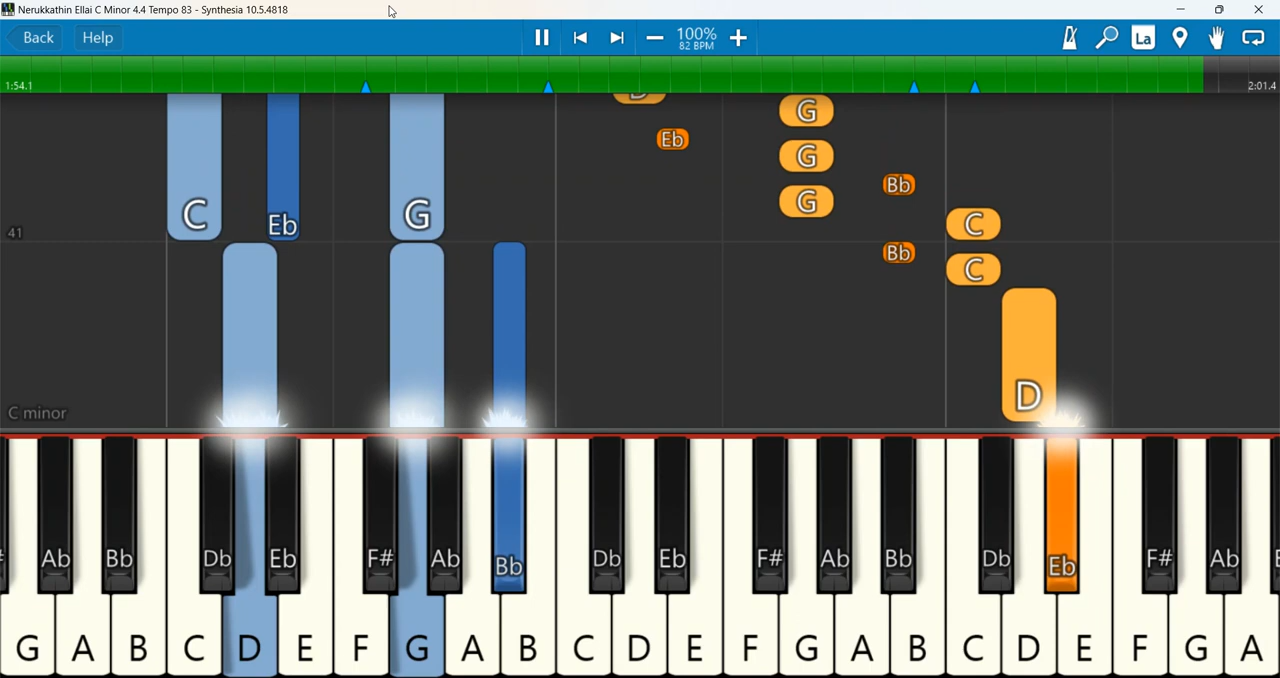 Nerukkathin Ellai C Minor 4.4 Tempo 83 - Synthesia 10.5.4818
Back Help 100% La
82 BPM
1:54.1 2:01.4
G
Eb
G
Bb
G
C Eb G C
41
Bb
C
D
C minor
Ab Bb Db Eb F# Ab Bb Db Eb F# Ab Bb Db Eb F# Ab
G A B C D E F G A B C D E F G A B C D E F G A